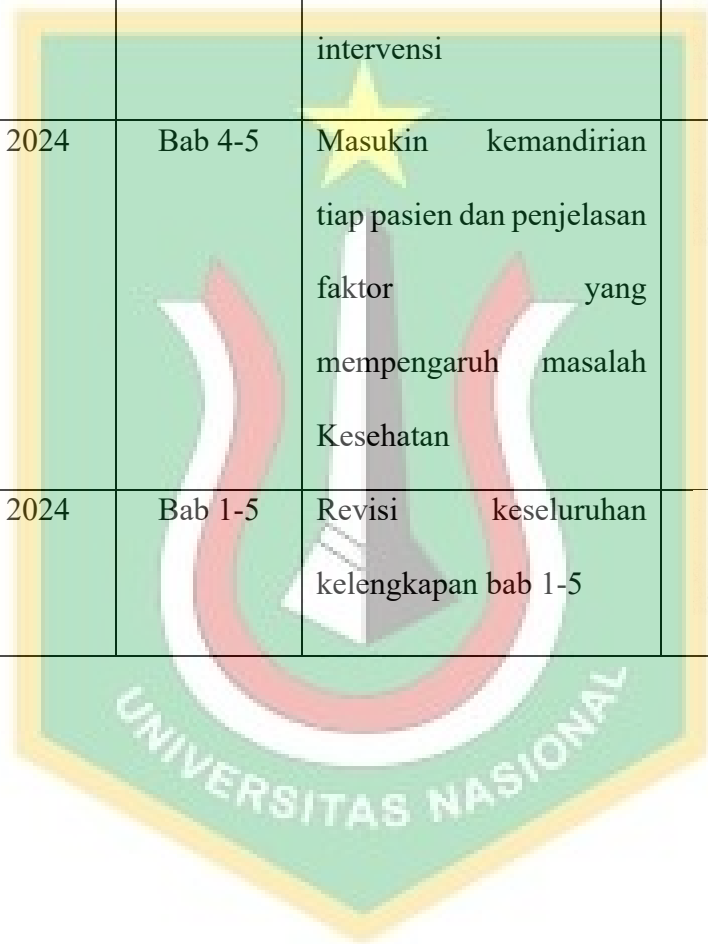 intervensi
2024 Bab 4-5 Masukin kemandirian
tiap pasien dan penjelasan
faktor yang
mempengaruh masalah
Kesehatan
2024 Bab 1-5 Revisi keseluruhan
kelengkapan bab 1-5
UNIVERSITAS NASIONAL